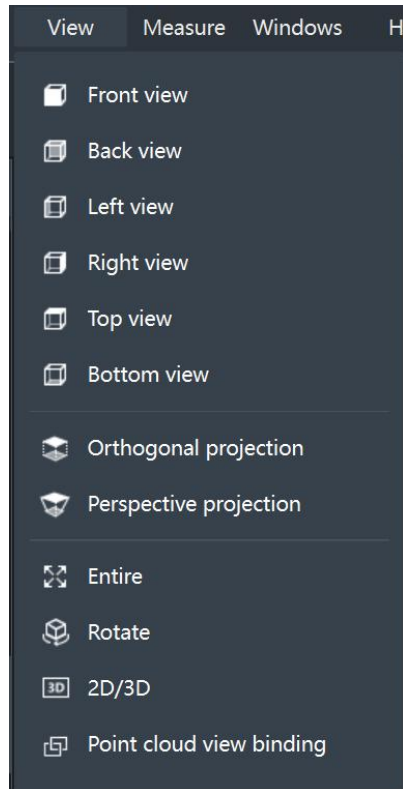 View Measure Windows H
Front view
Back view
Left view
Right view
Top view
Bottom view
Orthogonal projection
Perspective projection
Entire
Rotate
3D 2D/3D
Point cloud view binding